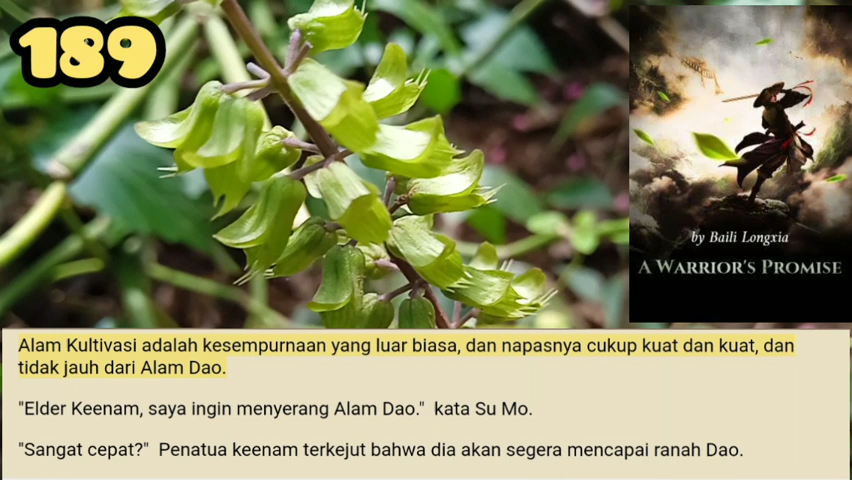 189
by Baili Longxia
A WARRIOR'S PROMISE
Alam Kultivasi adalah kesempurnaan yang luar biasa, dan napasnya cukup kuat dan kuat, dan
tidak jauh dari Alam Dao.
"Elder Keenam, saya ingin menyerang Alam Dao." kata Su Mo.
"Sangat cepat?" Penatua keenam terkejut bahwa dia akan segera mencapai ranah Dao.